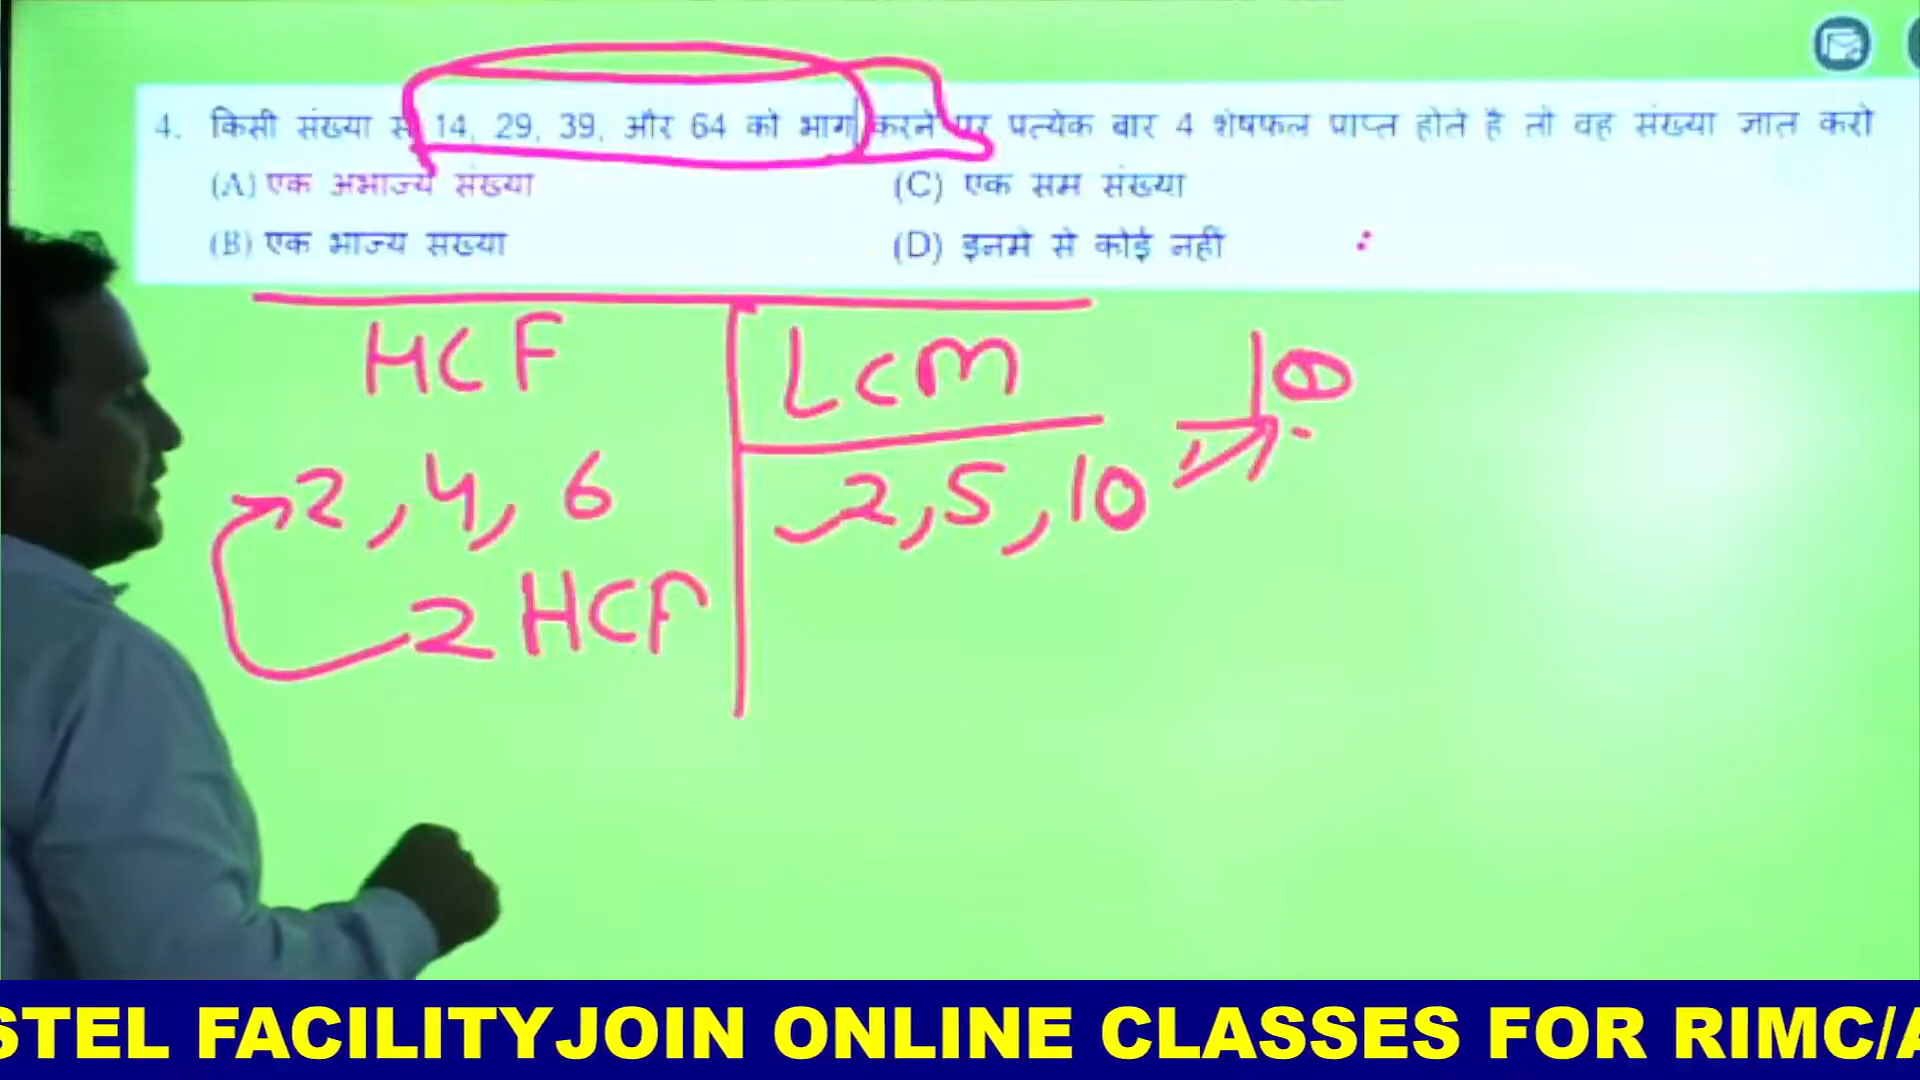 4. किसी संख्या से 14, 29, 39, और 64 को भाग करने पर प्रत्येक बार 4 शेषफल प्राप्त होते है तो वह संख्या ज्ञात करो
(A) एक अभाज्य संख्या (C) एक सम संख्या
(B) एक भाज्य सख्या (D) इनमे से कोई नहीं
HCF LCM 10
2, 4, 6 2, 5, 10
2 HCF
STEL FACILITYJOIN ONLINE CLASSES FOR RIMC/